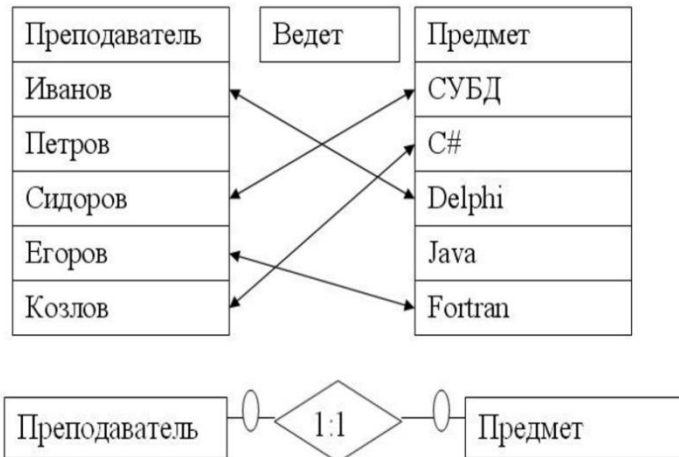 Преподаватель Ведет Предмет
Иванов СУБД
Петров C#
Сидоров Delphi
Егоров Java
Козлов Fortran
Преподаватель 1:1 Предмет